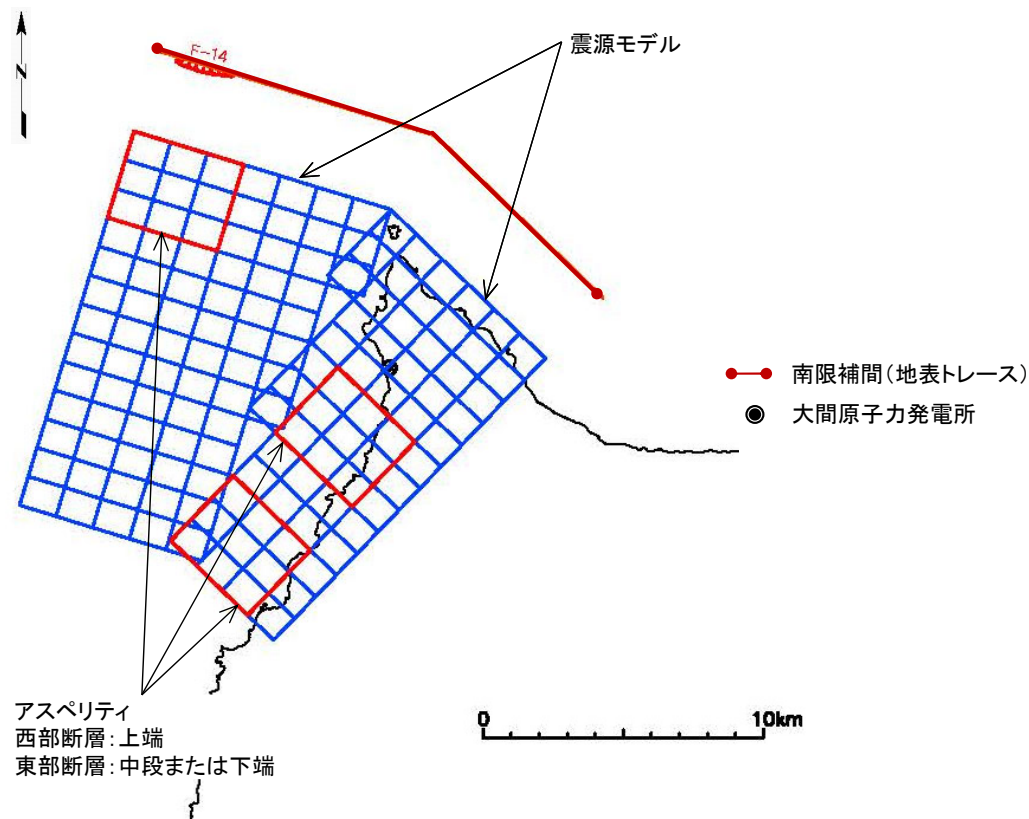 N
F-14
震源モデル
南限補間(地表トレース)
大間原子力発電所
アスペリティ
西部断層:上端
東部断層:中段または下端
0 10km